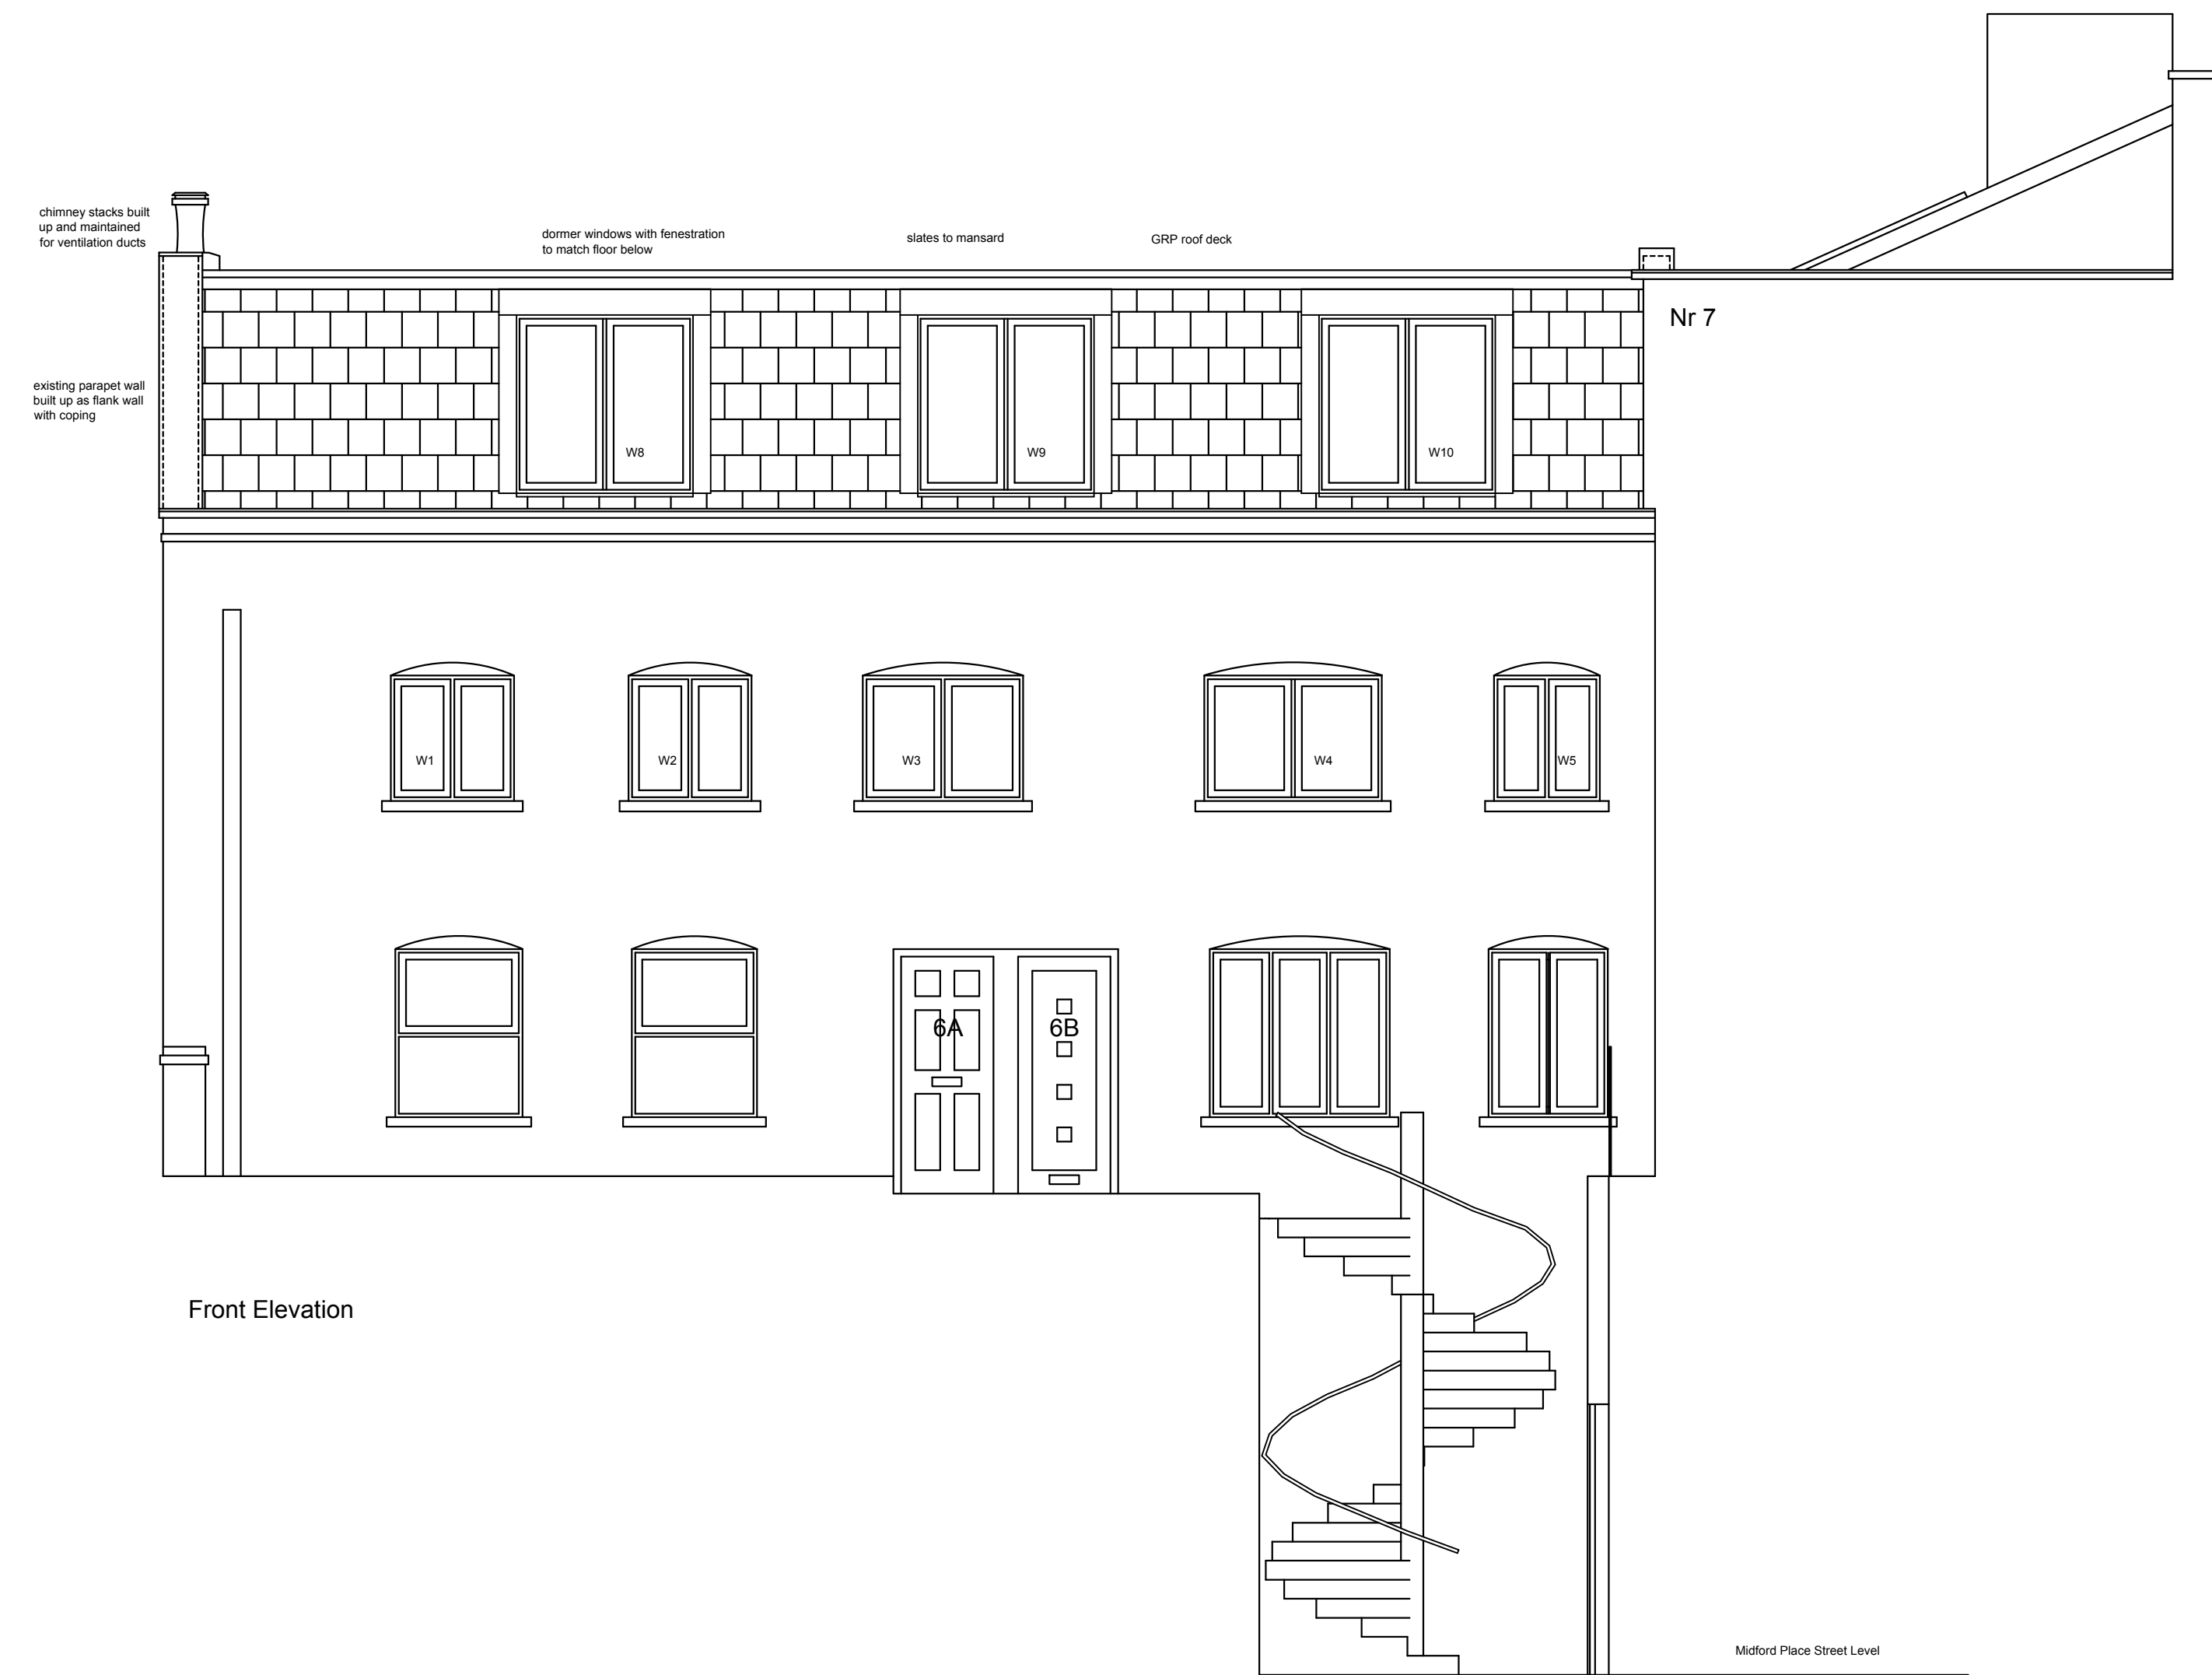 chimney stacks built
up and maintained
for ventilation ducts
dormer windows with fenestration
to match floor below
slates to mansard
GRP roof deck
Nr 7
existing parapet wall
built up as flank wall
with coping
W8
W9
W10
W1
W2
W3
W4
W5
6A
6B
Front Elevation
Midford Place Street Level